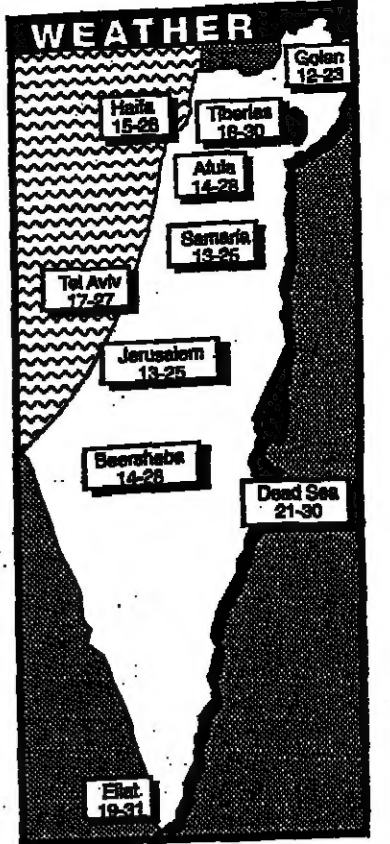 WEATHER
Golan
12-23
Haifa
15-26
Tiberias
16-30
Afula
14-28
Samaria
13-25
Tel Aviv
17-27
Jerusalem
13-25
Beersheba
14-28
Dead Sea
21-30
Eilat
19-31